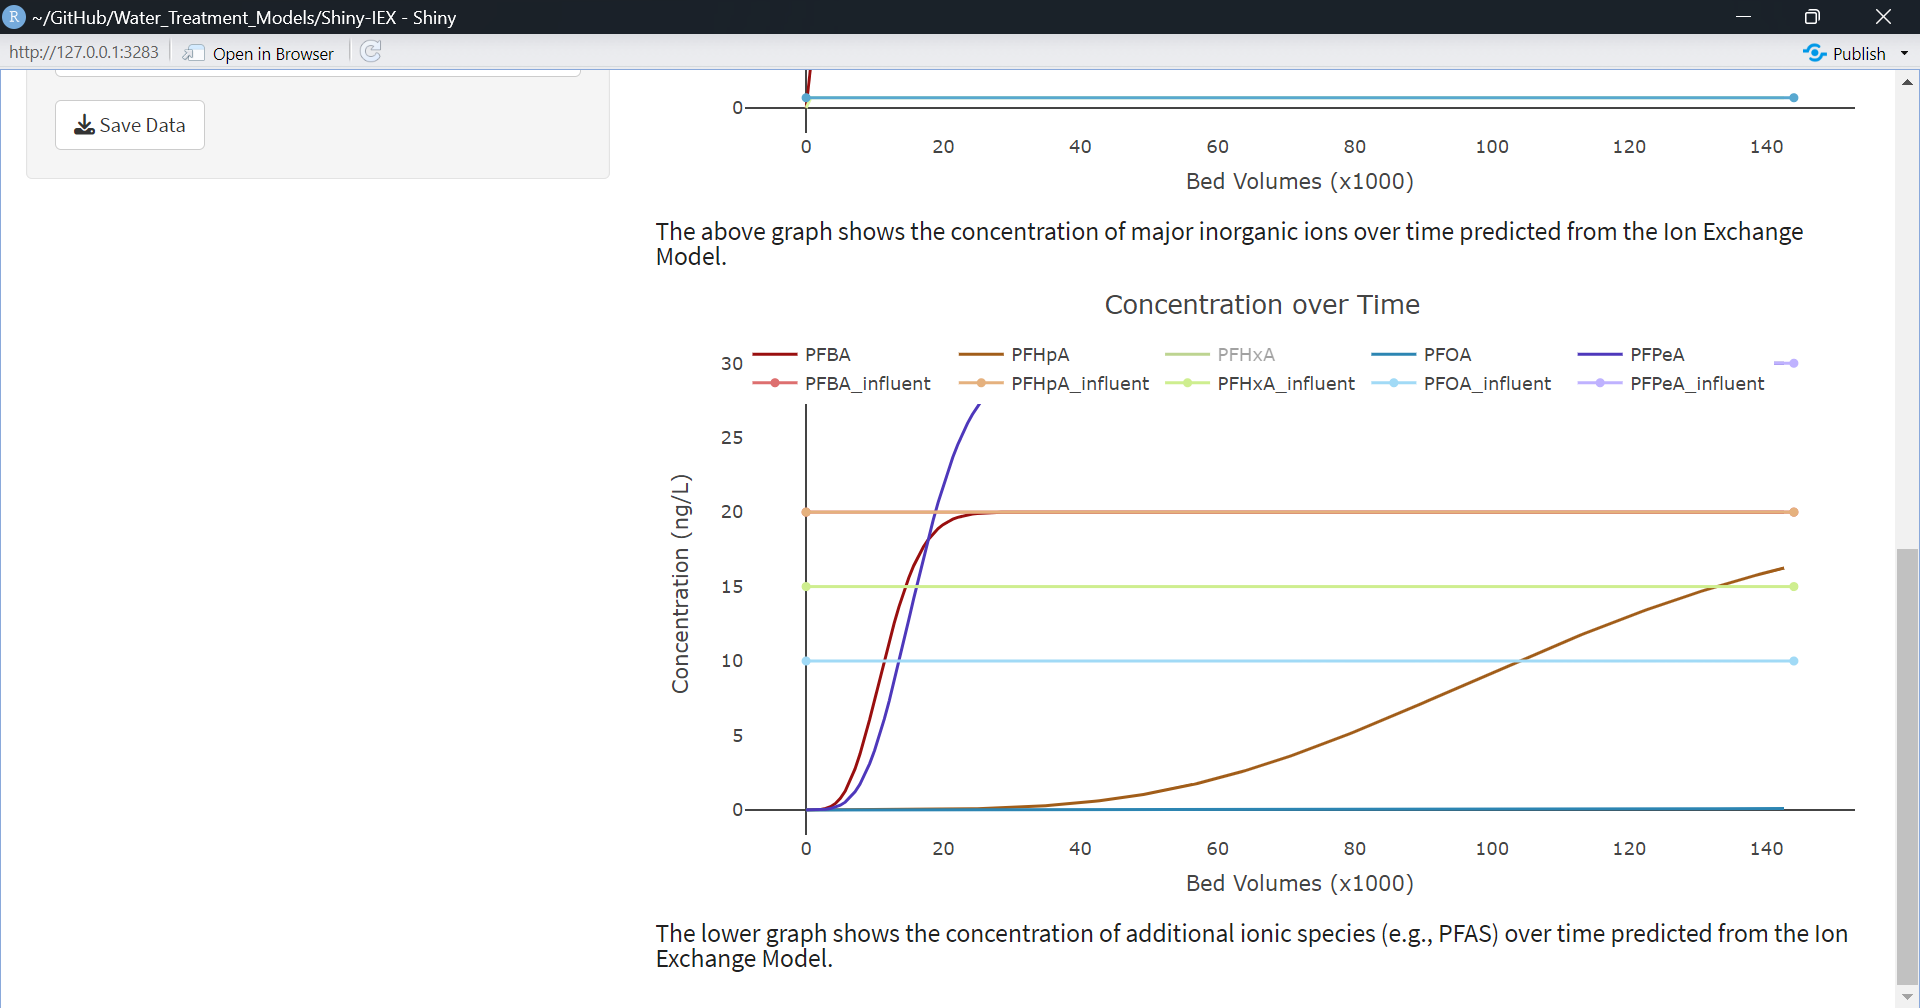 R ~/GitHub/Water_Treatment_Models/Shiny-IEX - Shiny
http://127.0.0.1:3283 Open in Browser Publish
Save Data
0
0 20 40 60 80 100 120 140
Bed Volumes (x1000)
The above graph shows the concentration of major inorganic ions over time predicted from the Ion Exchange
Model.
Concentration over Time
PFBA PFHpA PFHxA PFOA PFPeA
PFBA_influent PFHpA_influent PFHxA_influent PFOA_influent PFPeA_influent
30
25
20
15
10
5
0
Concentration (ng/L)
0 20 40 60 80 100 120 140
Bed Volumes (x1000)
The lower graph shows the concentration of additional ionic species (e.g., PFAS) over time predicted from the Ion
Exchange Model.